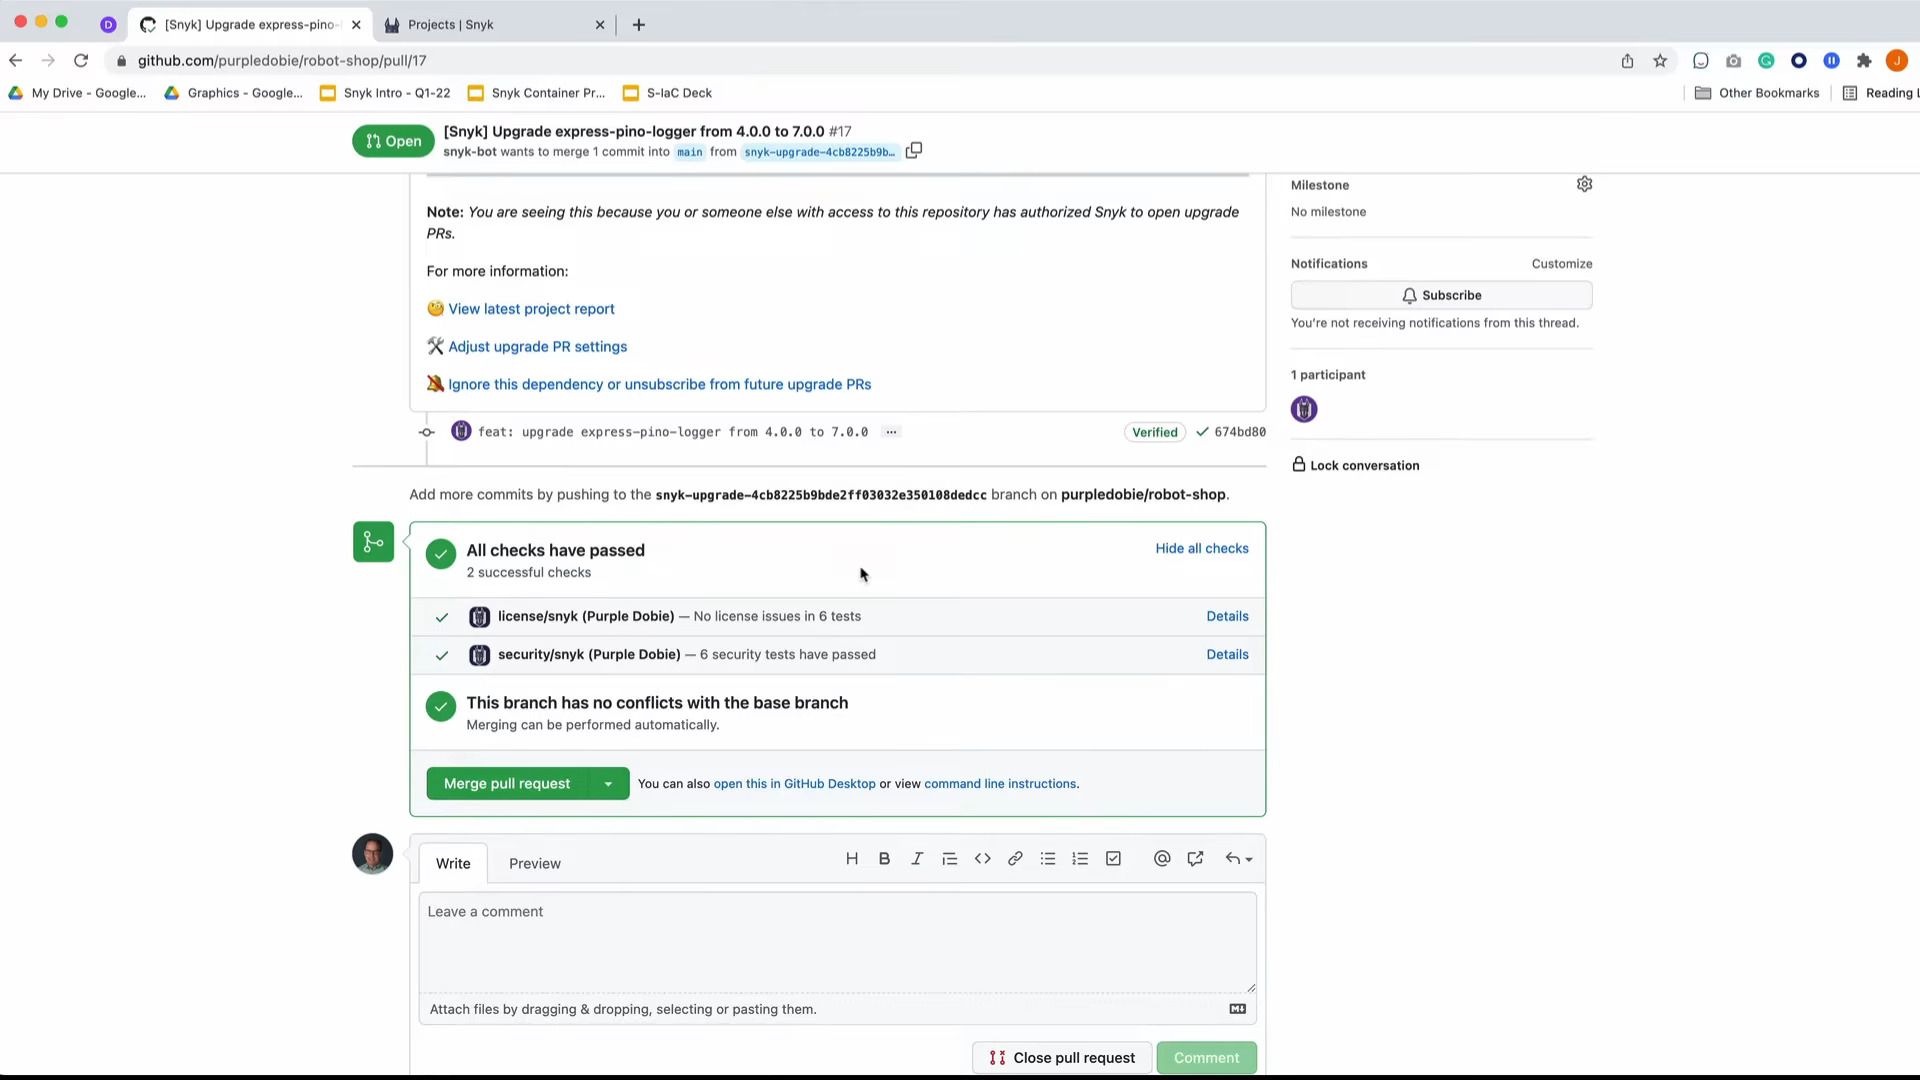 D
[Snyk] Upgrade express-pino-
Projects | Snyk
github.com/purpledobie/robot-shop/pull/17
J
My Drive - Google...
Graphics - Google...
Snyk Intro - Q1-22
Snyk Container Pr...
S-IaC Deck
Other Bookmarks
Reading L
Open
[Snyk] Upgrade express-pino-logger from 4.0.0 to 7.0.0 #17
snyk-bot wants to merge 1 commit into main from snyk-upgrade-4cb8225b9b…
Note: You are seeing this because you or someone else with access to this repository has authorized Snyk to open upgrade
PRs.
For more information:
View latest project report
Adjust upgrade PR settings
Ignore this dependency or unsubscribe from future upgrade PRs
feat: upgrade express-pino-logger from 4.0.0 to 7.0.0 ...
Verified
674bd80
Milestone
No milestone
Notifications
Customize
Subscribe
You're not receiving notifications from this thread.
1 participant
Lock conversation
Add more commits by pushing to the snyk-upgrade-4cb8225b9bde2ff03032e350108dedcc branch on purpledobie/robot-shop.
All checks have passed
Hide all checks
2 successful checks
license/snyk (Purple Dobie) — No license issues in 6 tests
Details
security/snyk (Purple Dobie) — 6 security tests have passed
Details
This branch has no conflicts with the base branch
Merging can be performed automatically.
Merge pull request
You can also open this in GitHub Desktop or view command line instructions.
Write
Preview
Leave a comment
Attach files by dragging & dropping, selecting or pasting them.
Close pull request
Comment